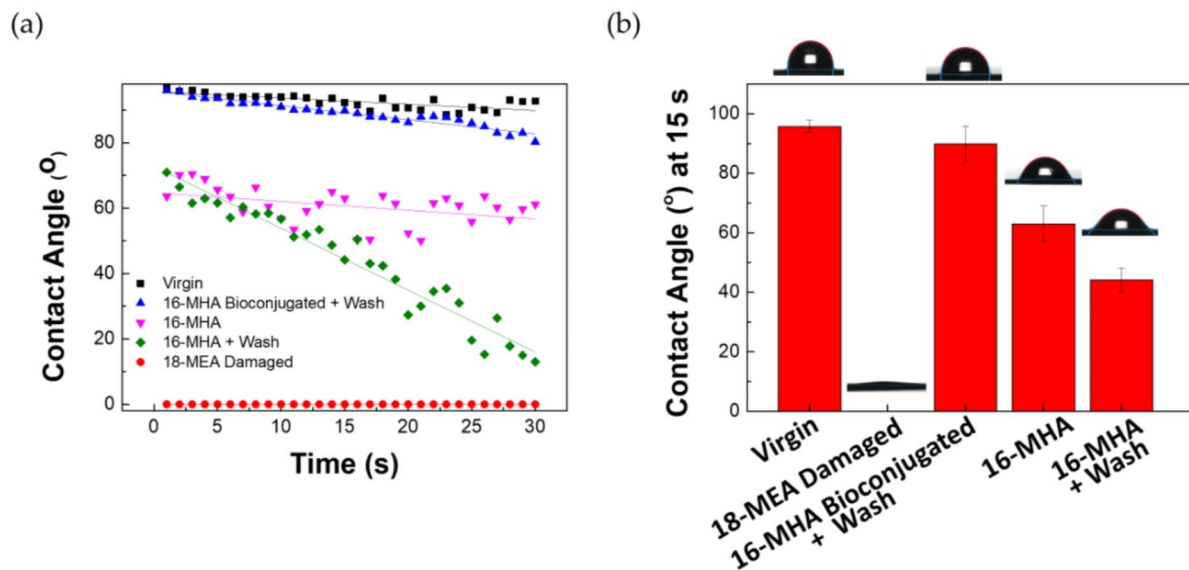 (a)
(b)
Contact Angle (O)
80
60
40
20
0
Virgin
16-MHA Bioconjugated + Wash
16-MHA
16-MHA + Wash
18-MEA Damaged
0
5
10
15
20
25
30
Time (s)
Contact Angle (o) at 15 s
100
80
60
40
20
0
Virgin
18-MEA Damaged
16-MHA Bioconjugated
+ Wash
16-MHA
16-MHA
+ Wash